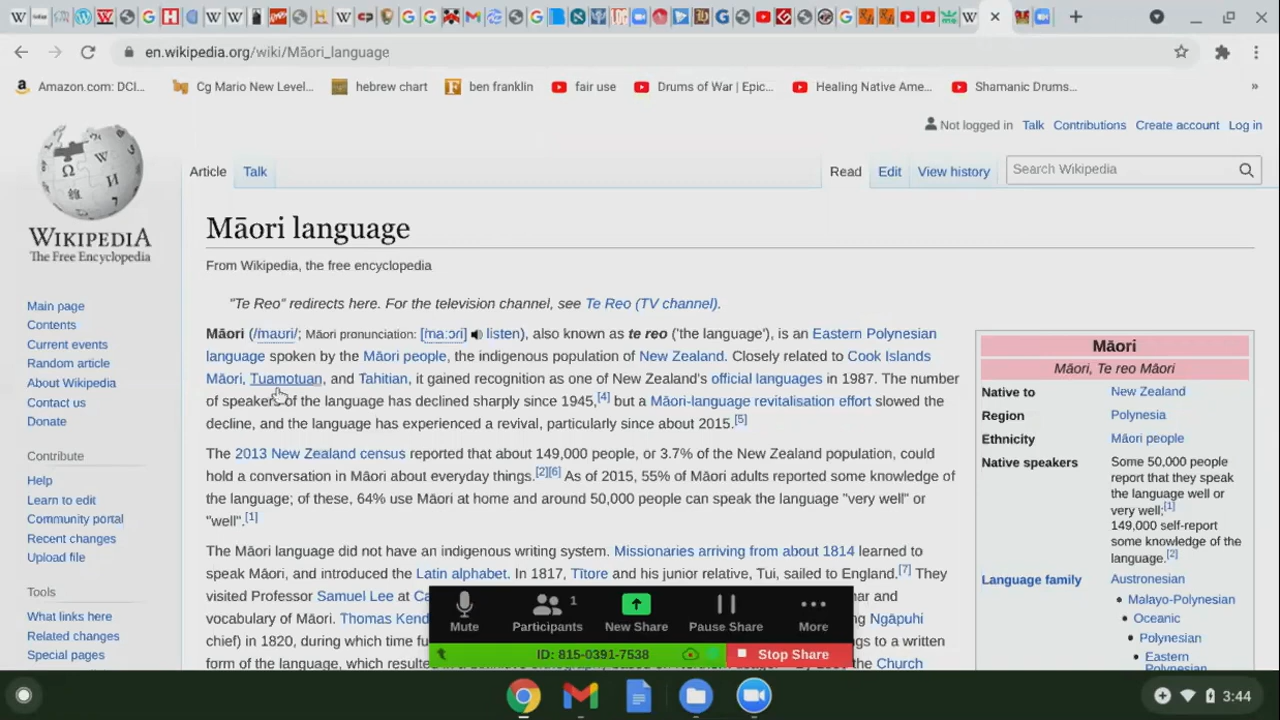 en.wikipedia.org/wiki/Māori_language
Amazon.com: DCI...
Cg Mario New Level...
hebrew chart
ben franklin
fair use
Drums of War | Epic...
Healing Native Ame...
Shamanic Drums...
»
Not logged in Talk Contributions Create account Log in
Article Talk Read Edit View history Search Wikipedia
WIKIPEDIA
The Free Encyclopedia
Main page
Contents
Current events
Random article
About Wikipedia
Contact us
Donate
Contribute
Help
Learn to edit
Community portal
Recent changes
Upload file
Tools
What links here
Related changes
Special pages
Māori language
From Wikipedia, the free encyclopedia
"Te Reo" redirects here. For the television channel, see Te Reo (TV channel).
Māori (/maʊri/; Māori pronunciation: [ˈmaːɔɾi] listen), also known as te reo ('the language'), is an Eastern Polynesian
language spoken by the Māori people, the indigenous population of New Zealand. Closely related to Cook Islands
Māori, Tuamotuan, and Tahitian, it gained recognition as one of New Zealand's official languages in 1987. The number
of speakers of the language has declined sharply since 1945,[4] but a Māori-language revitalisation effort slowed the
decline, and the language has experienced a revival, particularly since about 2015.[5]
The 2013 New Zealand census reported that about 149,000 people, or 3.7% of the New Zealand population, could
hold a conversation in Māori about everyday things.[2][6] As of 2015, 55% of Māori adults reported some knowledge of
the language; of these, 64% use Māori at home and around 50,000 people can speak the language "very well" or
"well".[1]
The Māori language did not have an indigenous writing system. Missionaries arriving from about 1814 learned to
speak Māori, and introduced the Latin alphabet. In 1817, Tītore and his junior relative, Tui, sailed to England.[7] They
visited Professor Samuel Lee at
vocabulary of Māori. Thomas Kend Ngāpuhi
chief) in 1820, during which time to a written
form of the language, which Church
Māori
Māori, Te reo Māori
Native to New Zealand
Region Polynesia
Ethnicity Māori people
Native speakers Some 50,000 people
report that they speak
the language well or
very well;[1]
149,000 self-report
some knowledge of
the language.[2]
Language family Austronesian
Malayo-Polynesian
Oceanic
Polynesian
Eastern
Polynesian
1
Mute Participants New Share Pause Share More
ID: 815-0391-7538 Stop Share
3:44